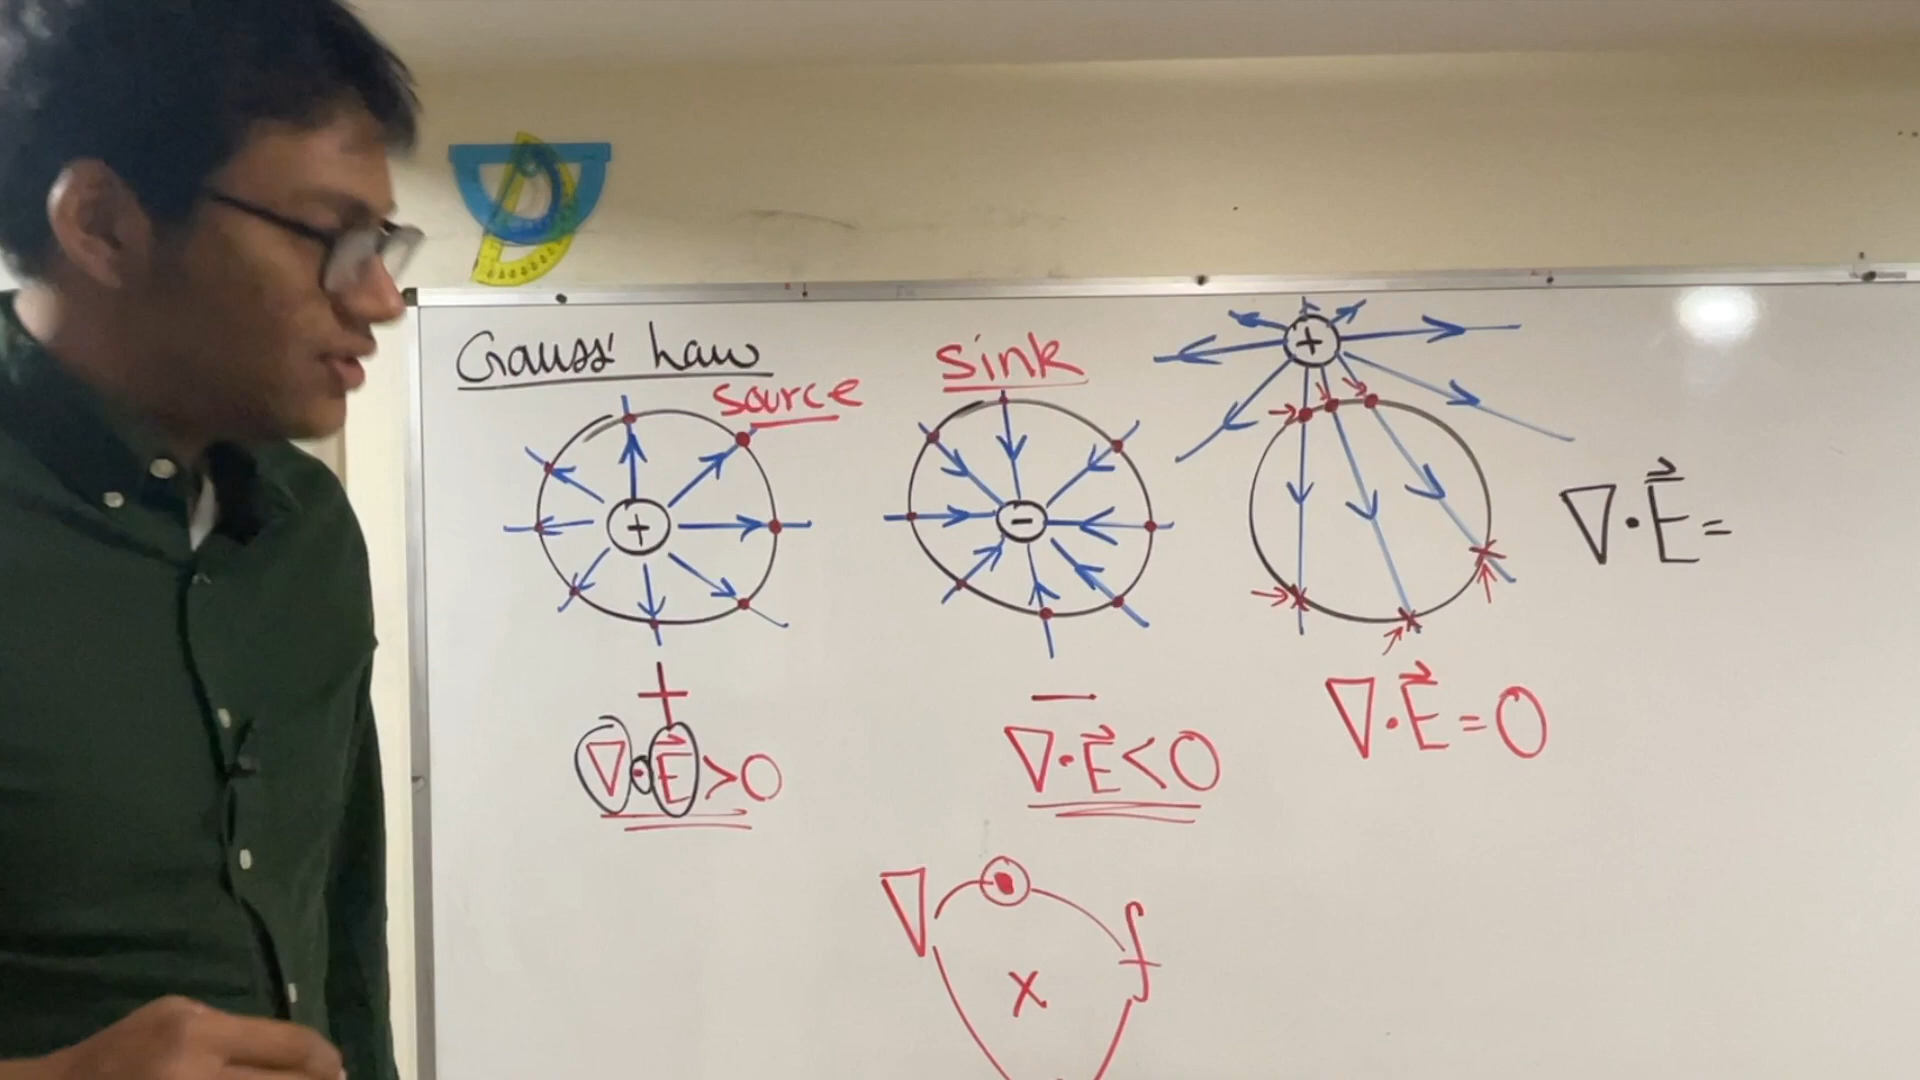 Gauss' Law
source
sink
+
+
-
∇·E⃗ =
+
-
∇·E⃗ > 0
∇·E⃗ < 0
∇·E⃗ = 0
∇ · f
x